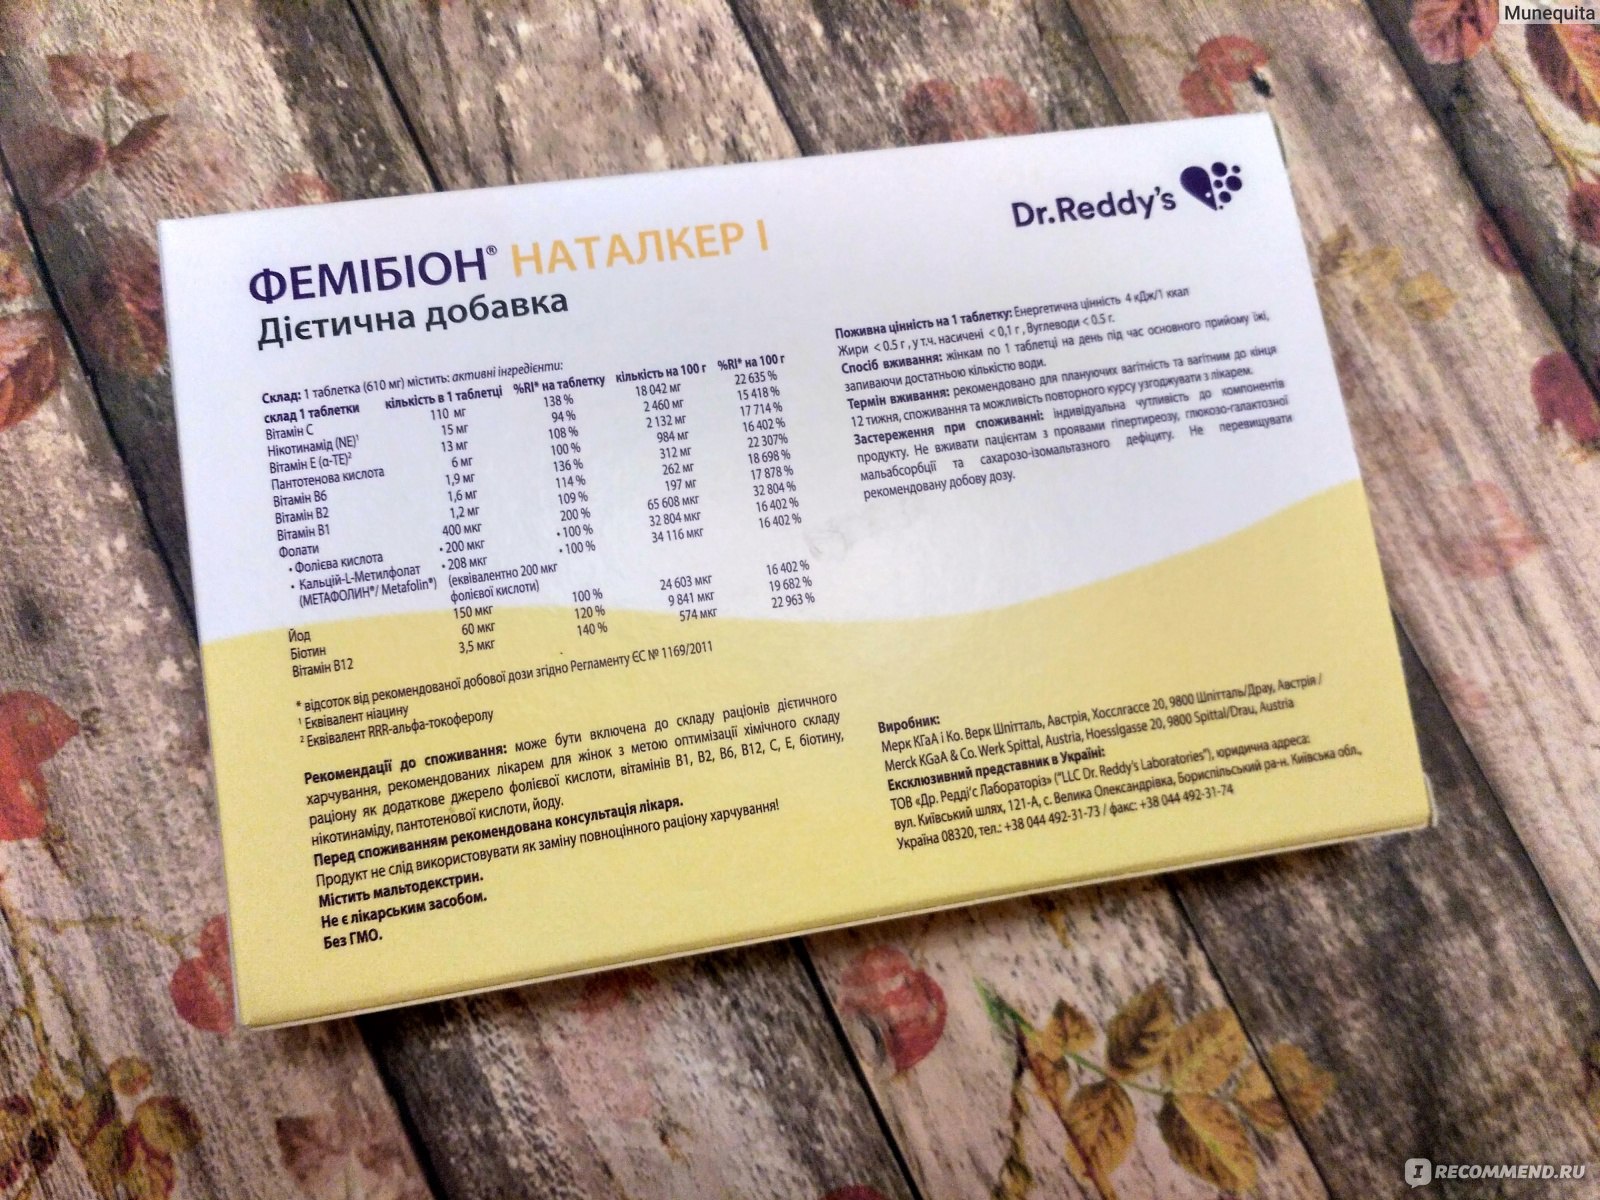 Munequita
Dr.Reddy's
ФЕМІБІОН® НАТАЛКЕР I
Дієтична добавка
Склад: 1 таблетка (610 мг) містить: активні інгредієнти:
склад 1 таблетки кількість в 1 таблетці %RI* на таблетку кількість на 100 г %RI* на 100 г
Вітамін С 110 мг 138 % 18 042 мг 22 635 %
Нікотинамід (NE)¹ 15 мг 94 % 2 460 мг 15 418 %
Вітамін Е (α-TE)² 13 мг 108 % 2 132 мг 17 714 %
Пантотенова кислота 6 мг 100 % 984 мг 16 402 %
Вітамін В6 1,9 мг 136 % 312 мг 22 307%
Вітамін В2 1,6 мг 114 % 262 мг 18 698 %
Вітамін В1 1,2 мг 109 % 197 мг 17 878 %
Фолати 400 мкг 200 % 65 608 мкг 32 804 %
• Фолієва кислота • 200 мкг • 100 % 32 804 мкг 16 402 %
• Кальцій-L-Метилфолат • 208 мкг • 100 % 34 116 мкг 16 402 %
(МЕТАФОЛИН®/ Metafolin®) (еквівалентно 200 мкг
фолієвої кислоти)
Йод 150 мкг 100 % 24 603 мкг 16 402 %
Біотин 60 мкг 120 % 9 841 мкг 19 682 %
Вітамін В12 3,5 мкг 140 % 574 мкг 22 963 %
* відсоток від рекомендованої добової дози згідно Регламенту ЄС № 1169/2011
¹ Еквівалент ніацину
² Еквівалент RRR-альфа-токоферолу
Рекомендації до споживання: може бути включена до складу раціонів дієтичного
харчування, рекомендованих лікарем для жінок з метою оптимізації хімічного складу
раціону як додаткове джерело фолієвої кислоти, вітамінів В1, В2, В6, В12, С, Е, біотину,
нікотинаміду, пантотенової кислоти, йоду.
Перед споживанням рекомендована консультація лікаря.
Продукт не слід використовувати як заміну повноцінного раціону харчування!
Містить мальтодекстрин.
Не є лікарським засобом.
Без ГМО.
Поживна цінність на 1 таблетку: Енергетична цінність 4 кДж/1 ккал
Жири < 0.5 г , у т.ч. насичені < 0,1 г , Вуглеводи < 0.5 г.
Спосіб вживання: жінкам по 1 таблетці на день під час основного прийому їжі,
запиваючи достатньою кількістю води.
Термін вживання: рекомендовано для плануючих вагітність та вагітним до кінця
12 тижня, споживання та можливість повторного курсу узгоджувати з лікарем.
Застереження при споживанні: індивідуальна чутливість до компонентів
продукту. Не вживати пацієнтам з проявами гіпертиреозу, глюкозо-галактозної
мальабсорбції та сахарозо-ізомальтазного дефіциту. Не перевищувати
рекомендовану добову дозу.
Виробник:
Мерк КГаА і Ко. Верк Шпітталь, Австрія, Хосслгассе 20, 9800 Шпітталь/Драу, Австрія /
Merck KGaA & Co. Werk Spittal, Austria, Hoesslgasse 20, 9800 Spittal/Drau, Austria
Ексклюзивний представник в Україні:
ТОВ «Др. Редді'с Лабораторіз» ("LLC Dr. Reddy's Laboratories"), юридична адреса:
вул. Київський шлях, 121-А, с. Велика Олександрівка, Бориспільський ра-н. Київська обл.,
Україна 08320, тел.: +38 044 492-31-73 / факс: +38 044 492-31-74
IRECOMMEND.RU